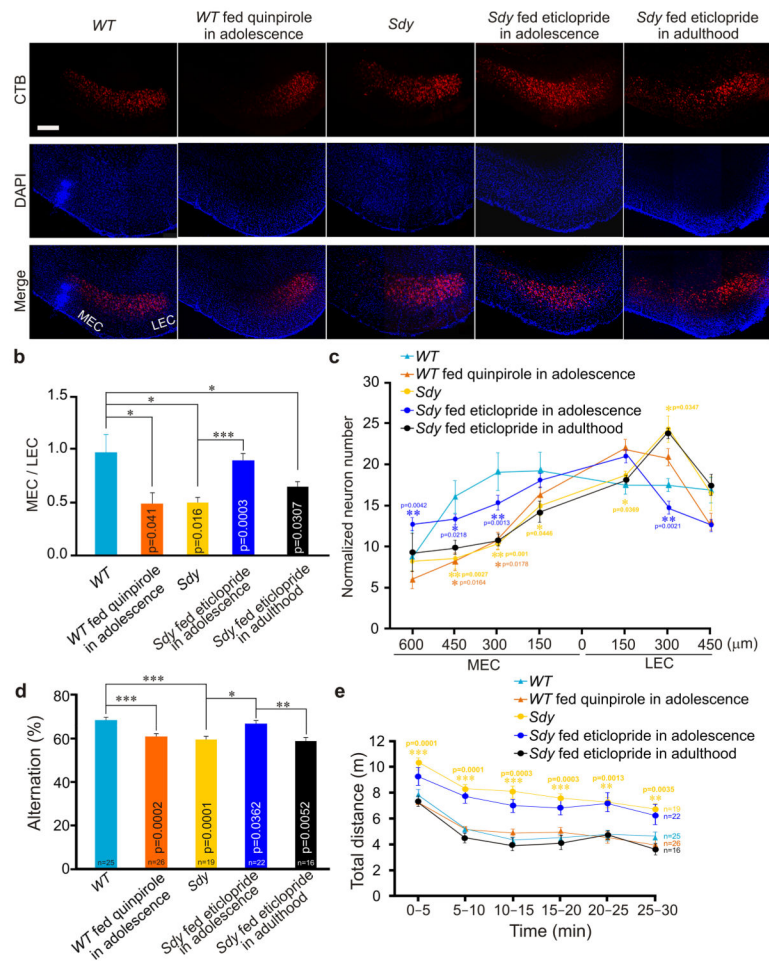 WT
WT fed quinpirole
in adolescence
Sdy
Sdy fed eticlopride
in adolescence
Sdy fed eticlopride
in adulthood
CTB
DAPI
Merge
MEC
LEC
b
MEC / LEC
1.5
1.0
0.5
0.0
*
*
*
***
p=0.041
p=0.016
p=0.0003
p=0.0307
WT
WT fed quinpirole
in adolescence
Sdy
Sdy fed eticlopride
in adolescence
Sdy fed eticlopride
in adulthood
c
WT
WT fed quinpirole in adolescence
Sdy
Sdy fed eticlopride in adolescence
Sdy fed eticlopride in adulthood
Normalized neuron number
30
25
20
15
10
5
0
*p=0.0347
p=0.0042
**
*
p=0.0218
**
p=0.0013
*
p=0.0446
*
**
p=0.0021
** p=0.0027
** p=0.001
* p=0.0178
* p=0.0164
600 450 300 150 0 150 300 450 (μm)
MEC LEC
d
Alternation (%)
80
60
40
20
0
***
***
*
**
p=0.0002
p=0.0001
p=0.0362
p=0.0052
n=25 n=26 n=19 n=22 n=16
WT
WT fed quinpirole
in adolescence
Sdy
Sdy fed eticlopride
in adolescence
Sdy fed eticlopride
in adulthood
e
WT
WT fed quinpirole in adolescence
Sdy
Sdy fed eticlopride in adolescence
Sdy fed eticlopride in adulthood
Total distance (m)
12
10
8
6
4
2
0
p=0.0001
***
p=0.0001
***
p=0.0003
***
p=0.0003
***
p=0.0013
**
p=0.0035
**
n=19
n=22
n=25
n=26
n=16
0–5 5–10 10–15 15–20 20–25 25–30
Time (min)